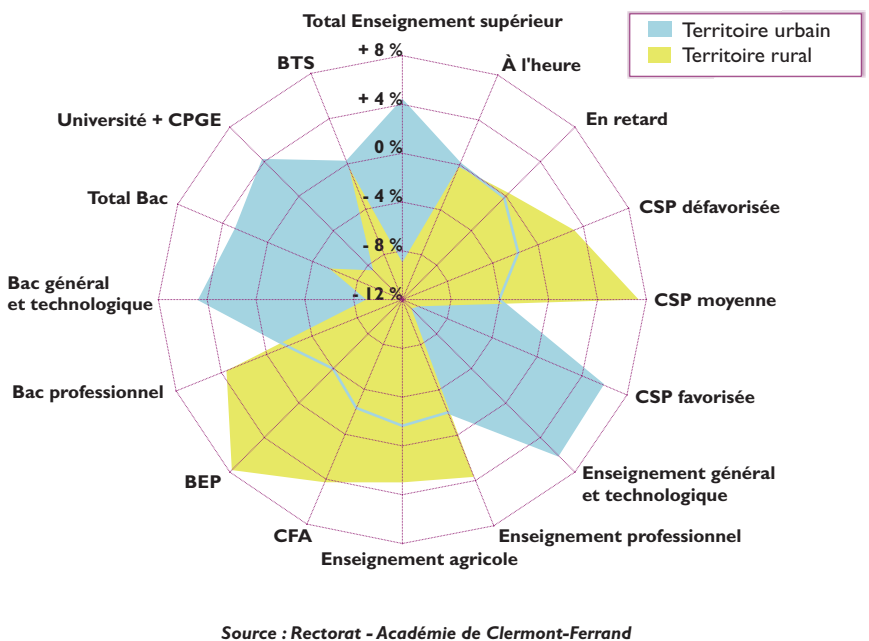 Total Enseignement supérieur
Territoire urbain
Territoire rural
+ 8 %
+ 4 %
0 %
- 4 %
- 8 %
- 12 %
À l'heure
En retard
CSP défavorisée
CSP moyenne
CSP favorisée
Enseignement général
et technologique
Enseignement professionnel
Enseignement agricole
CFA
BEP
Bac professionnel
Bac général
et technologique
Total Bac
Université + CPGE
BTS
Source : Rectorat - Académie de Clermont-Ferrand